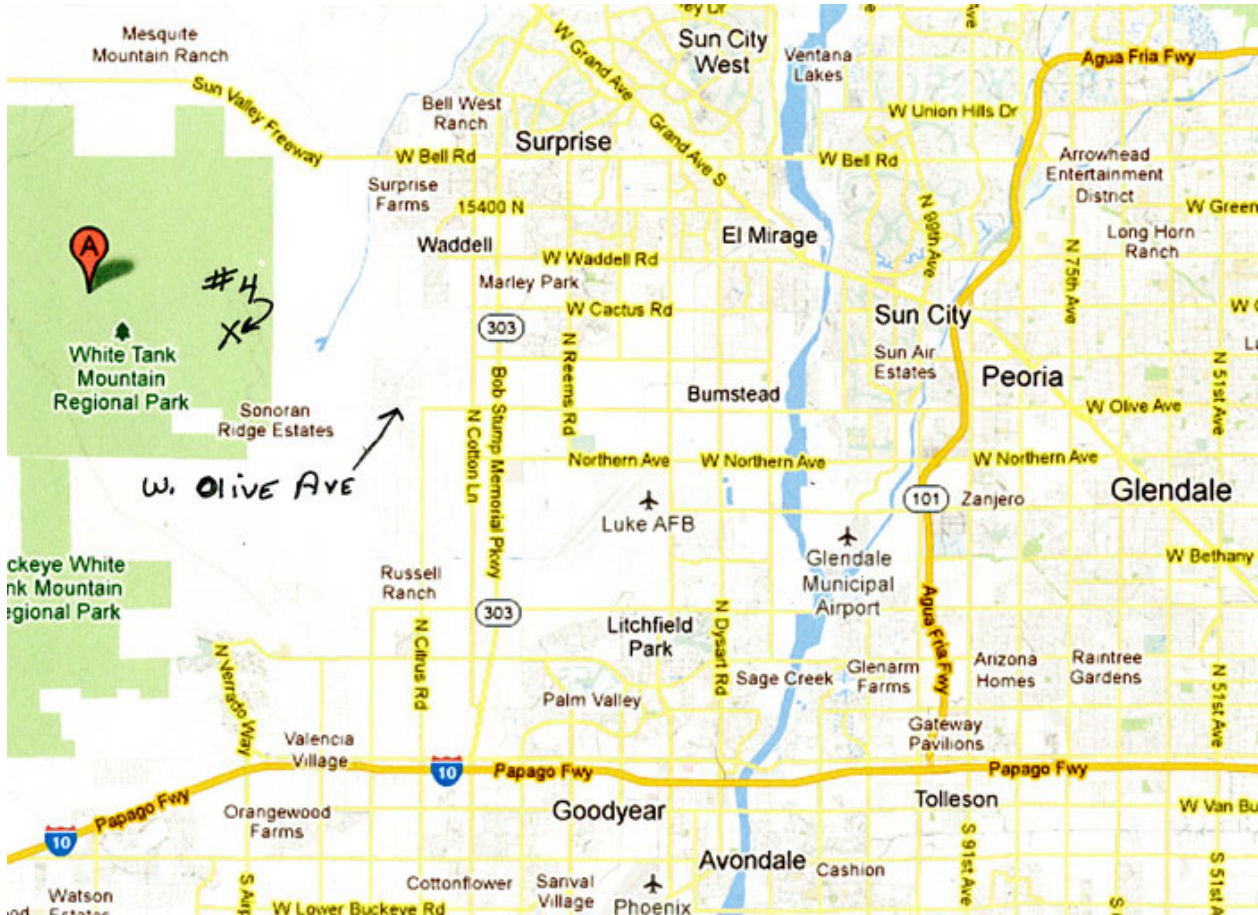 Mesquite
Mountain Ranch
Sun Valley Freeway
W Grand Ave
Grand Ave S
Sun City
West
Ventana
Lakes
Agua Fria Fwy
Bell West
Ranch
Surprise
W Union Hills Dr
W Bell Rd
W Bell Rd
Arrowhead
Entertainment
District
Surprise
Farms
15400 N
N 99th Ave
W Green
Waddell
El Mirage
N 75th Ave
Long Horn
Ranch
A
W Waddell Rd
#4
X
Marley Park
W Cactus Rd
Sun City
303
N Reems Rd
White Tank
Mountain
Regional Park
Sun Air
Estates
Peoria
N 51st Ave
Bob Stump Memorial Pkwy
Bumstead
Sonoran
Ridge Estates
N Cotton Ln
W Olive Ave
W. Olive Ave
Northern Ave
W Northern Ave
W Northern Ave
Luke AFB
101
Zanjero
Glendale
Glendale
Municipal
Airport
W Bethany
ckeye White
nk Mountain
egional Park
Russell
Ranch
303
Agua Fria Fwy
N Citrus Rd
Litchfield
Park
N Dysart Rd
N Verrado Way
Palm Valley
Sage Creek
Glenarm
Farms
Arizona
Homes
Raintree
Gardens
N 51st Ave
Valencia
Village
Gateway
Pavilions
10
Papago Fwy
Papago Fwy
Papago Fwy
10
Orangewood
Farms
Goodyear
Tolleson
W Van Bu
Avondale
Cashion
S 91st Ave
S 51st A
Watson
Estates
S Airp
Cottonflower
Sarival
Village
Phoenix
W Lower Buckeye Rd